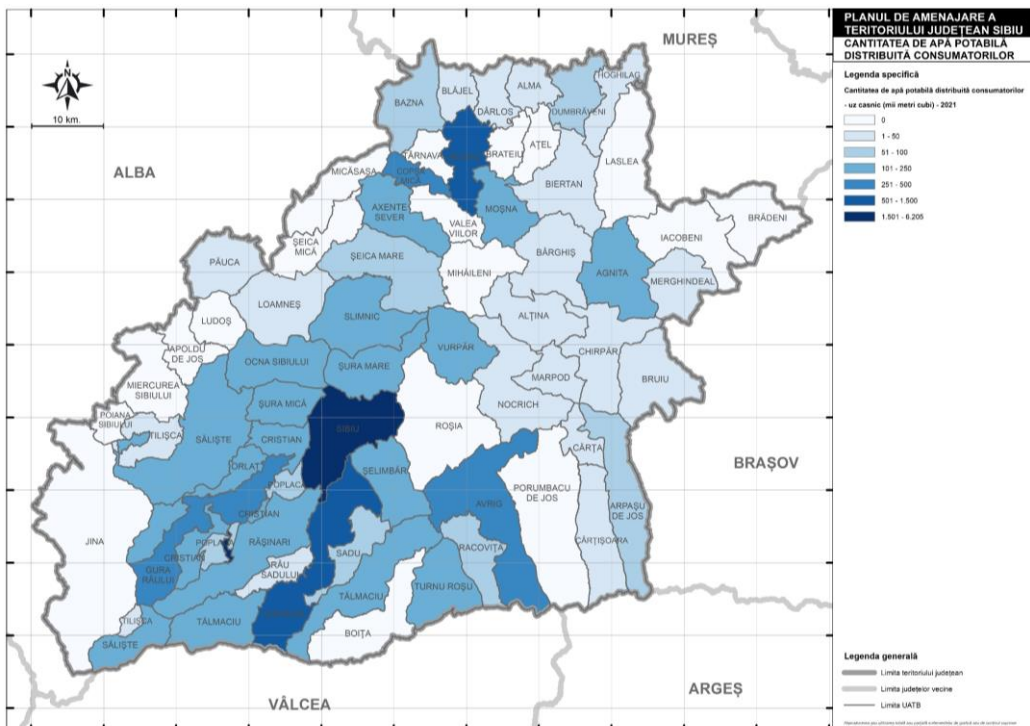 PLANUL DE AMENAJARE A
TERITORIULUI JUDEȚEAN SIBIU
CANTITATEA DE APĂ POTABILĂ
DISTRIBUITĂ CONSUMATORILOR
Legenda specifică
Cantitatea de apă potabilă distribuită consumatorilor
- uz casnic (mii metri cubi) - 2021
0
1 - 50
51 - 100
101 - 250
251 - 500
501 - 1.500
1.501 - 6.205
N
10 km.
MUREȘ
ALBA
BRAȘOV
ARGEȘ
VÂLCEA
HOGHILAG
ALMA
BLĂJEL
BAZNA
DÂRLOS
DUMBRĂVENI
AȚEL
TÂRNAVA
BRATEIU
LASLEA
MICĂSASA
COPȘA
MICĂ
BIERTAN
AXENTE
SEVER
MOȘNA
BRĂDENI
VALEA
VIILOR
IACOBENI
ȘEICA
MICĂ
BÂRGHIȘ
ȘEICA MARE
PĂUCA
MIHĂILENI
AGNITA
MERGHINDEAL
LOAMNEȘ
LUDOȘ
SLIMNIC
ALȚINA
VURPĂR
APOLDU
DE JOS
CHIRPĂR
OCNA SIBIULUI
ȘURA MARE
MARPOD
BRUIU
MIERCUREA
SIBIULUI
ȘURA MICĂ
NOCRICH
POIANA
SIBIULUI
ROȘIA
SIBIU
TILIȘCA
SĂLIȘTE
CRISTIAN
CÂRȚA
ORLAT
ȘELIMBĂR
POPLACA
PORUMBACU
DE JOS
AVRIG
ARPAȘU
DE JOS
CRISTIAN
JINA
POPLACA
RĂȘINARI
CÂRȚIȘOARA
RACOVIȚA
SADU
CRISTIAN
RÂU
SADULUI
GURA
RÂULUI
TURNU ROȘU
TĂLMACIU
TILIȘCA
TĂLMACIU
BOIȚA
SĂLIȘTE
Legenda generală
Limita teritoriului județean
Limita județelor vecine
Limita UATB